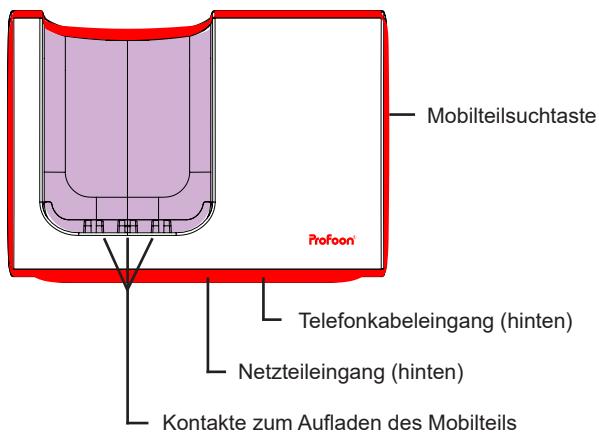 Mobilteilsuchtaste
Profoon
Telefonkabeleingang (hinten)
Netzteileingang (hinten)
Kontakte zum Aufladen des Mobilteils